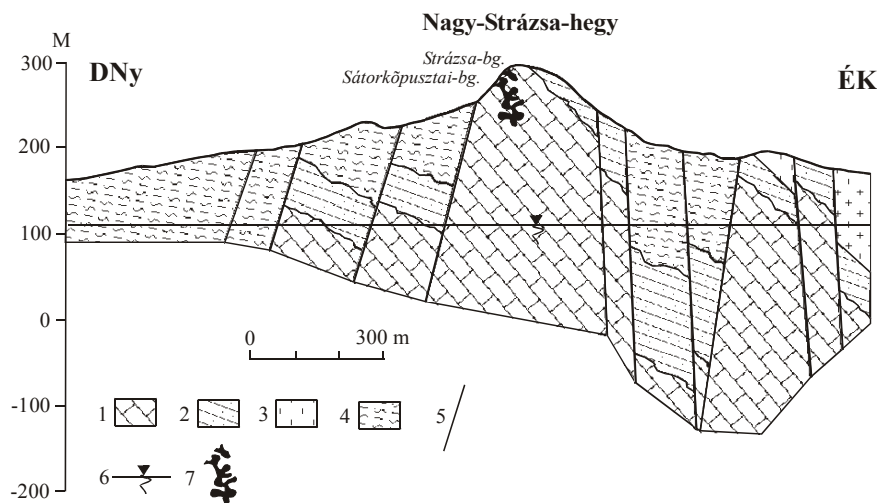 Nagy-Strázsa-hegy
M
300
DNy
Strázsa-bg.
Sátorkõpusztai-bg.
ÉK
200
100
0
0 300 m
-100
1 2 3 4 5
6 7
-200